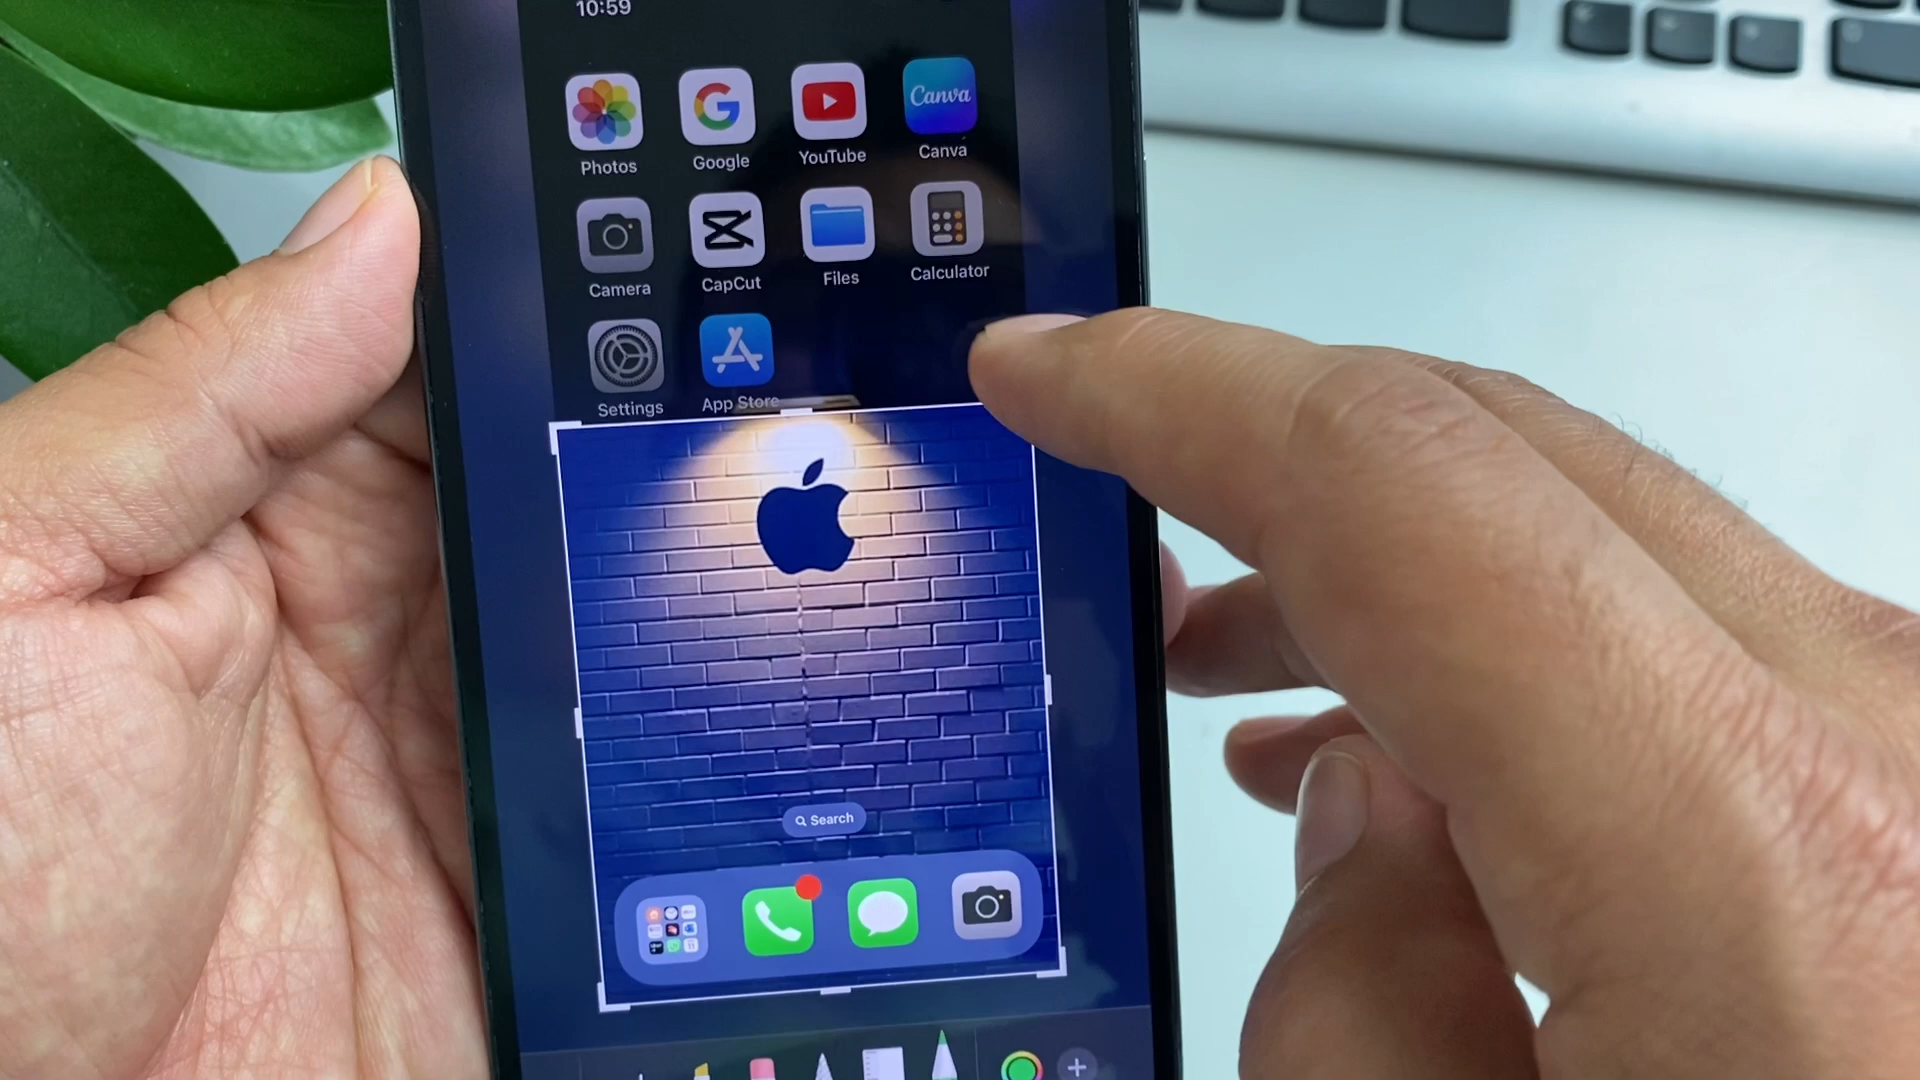 10:59
Canva
Photos Google YouTube Canva
Camera CapCut Files Calculator
Settings App Store
Search